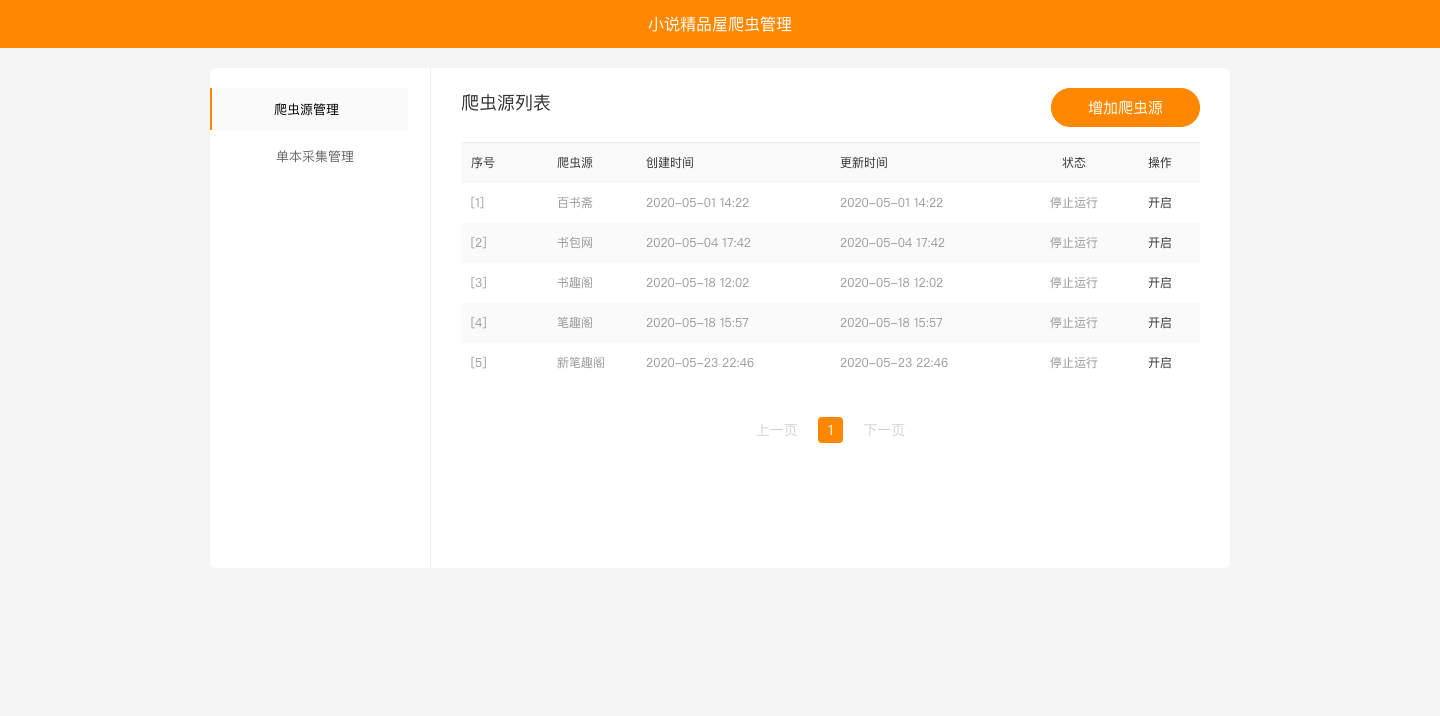 小说精品屋爬虫管理
爬虫源管理
单本采集管理
爬虫源列表
增加爬虫源
序号 爬虫源 创建时间 更新时间 状态 操作
[1] 百书斋 2020-05-01 14:22 2020-05-01 14:22 停止运行 开启
[2] 书包网 2020-05-04 17:42 2020-05-04 17:42 停止运行 开启
[3] 书趣阁 2020-05-18 12:02 2020-05-18 12:02 停止运行 开启
[4] 笔趣阁 2020-05-18 15:57 2020-05-18 15:57 停止运行 开启
[5] 新笔趣阁 2020-05-23 22:46 2020-05-23 22:46 停止运行 开启
上一页 1 下一页